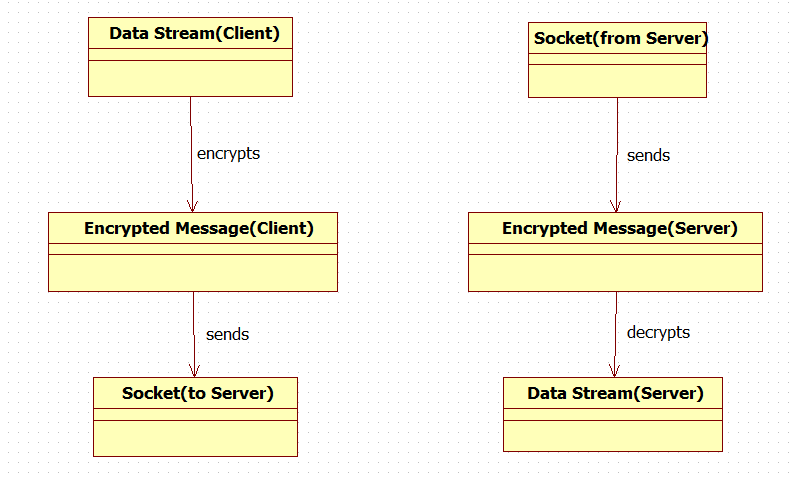 Data Stream(Client)
encrypts
Encrypted Message(Client)
sends
Socket(to Server)
Socket(from Server)
sends
Encrypted Message(Server)
decrypts
Data Stream(Server)